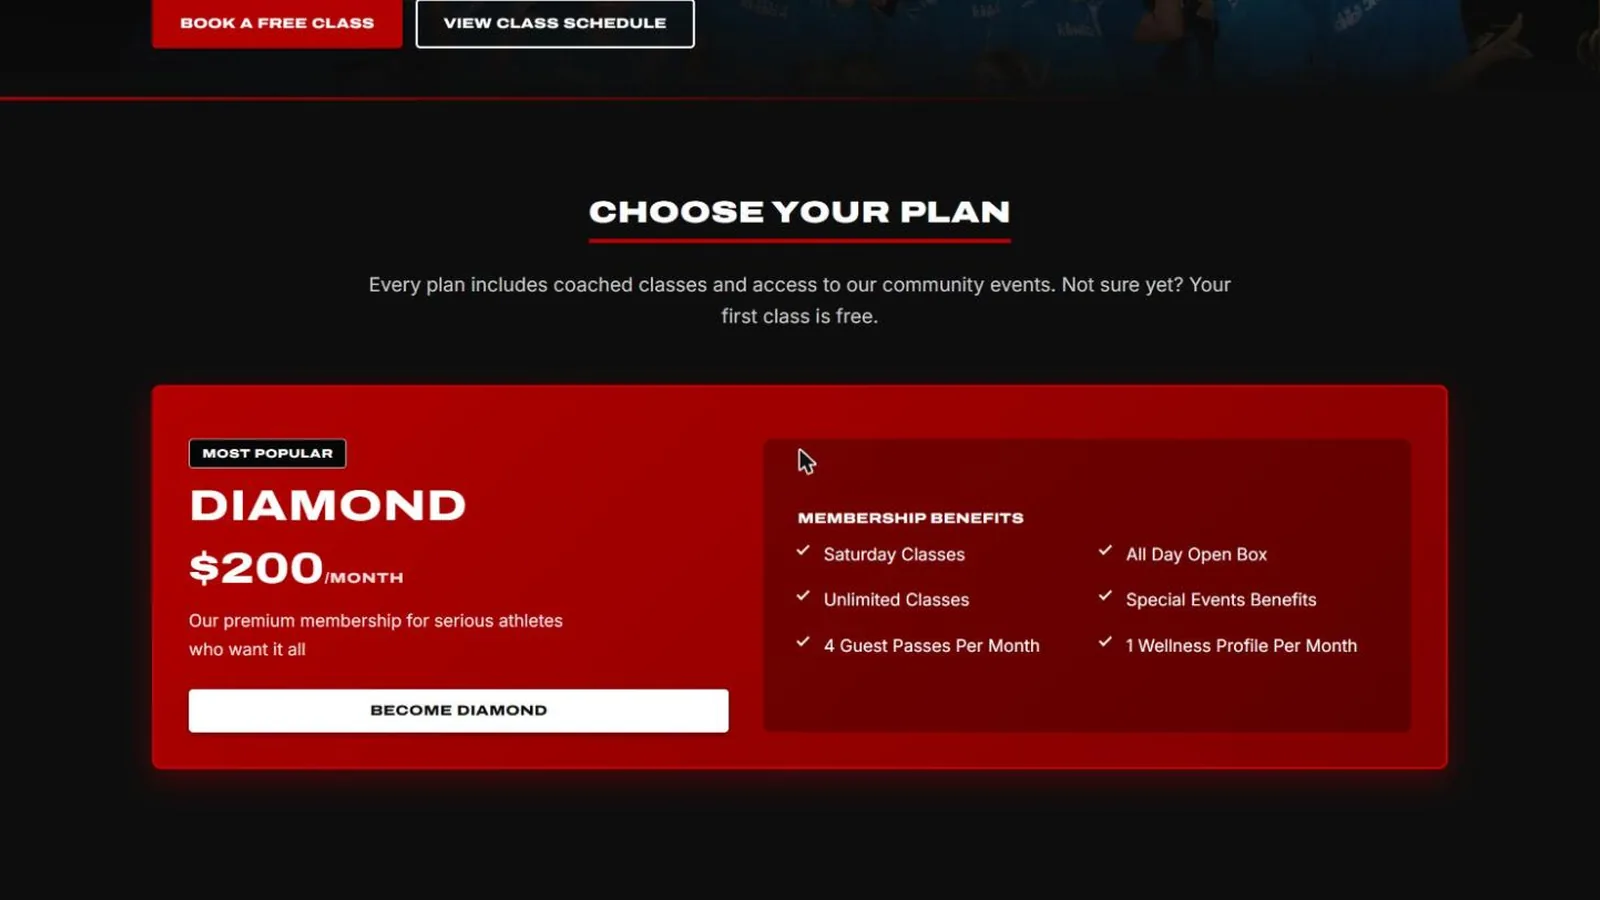 BOOK A FREE CLASS
VIEW CLASS SCHEDULE
CHOOSE YOUR PLAN
Every plan includes coached classes and access to our community events. Not sure yet? Your
first class is free.
MOST POPULAR
DIAMOND
$200/MONTH
Our premium membership for serious athletes
who want it all
BECOME DIAMOND
MEMBERSHIP BENEFITS
Saturday Classes
All Day Open Box
Unlimited Classes
Special Events Benefits
4 Guest Passes Per Month
1 Wellness Profile Per Month